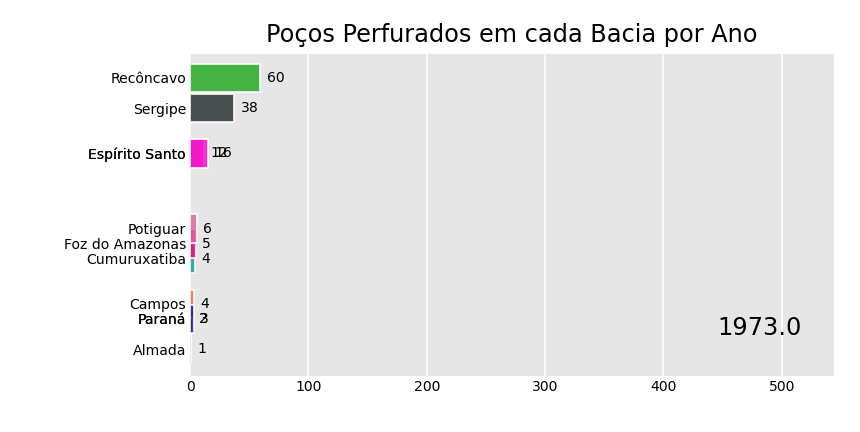 Poços Perfurados em cada Bacia por Ano
Recôncavo 60
Sergipe 38
Espírito Santo 16
Potiguar 6
Foz do Amazonas 5
Cumuruxatiba 4
Campos 4
Paraná
1973.0
Almada 1
0 100 200 300 400 500